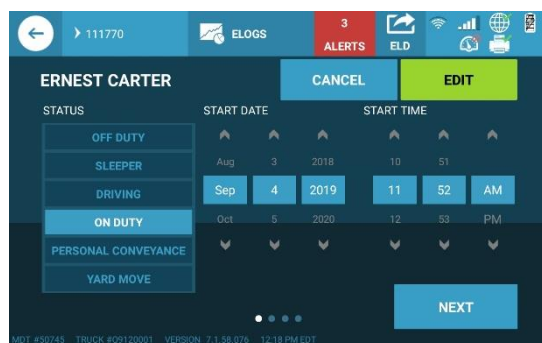 111770
ELOGS
3
ALERTS
ELD
ERNEST CARTER
CANCEL
EDIT
STATUS
START DATE
START TIME
OFF DUTY
SLEEPER
DRIVING
ON DUTY
PERSONAL CONVEYANCE
YARD MOVE
Aug 3 2018 10 51
Sep 4 2019 11 52 AM
Oct 5 2020 12 53 PM
NEXT
MDT #50745 TRUCK #09120001 VERSION 7.1.58.076 12:18 PM EDT